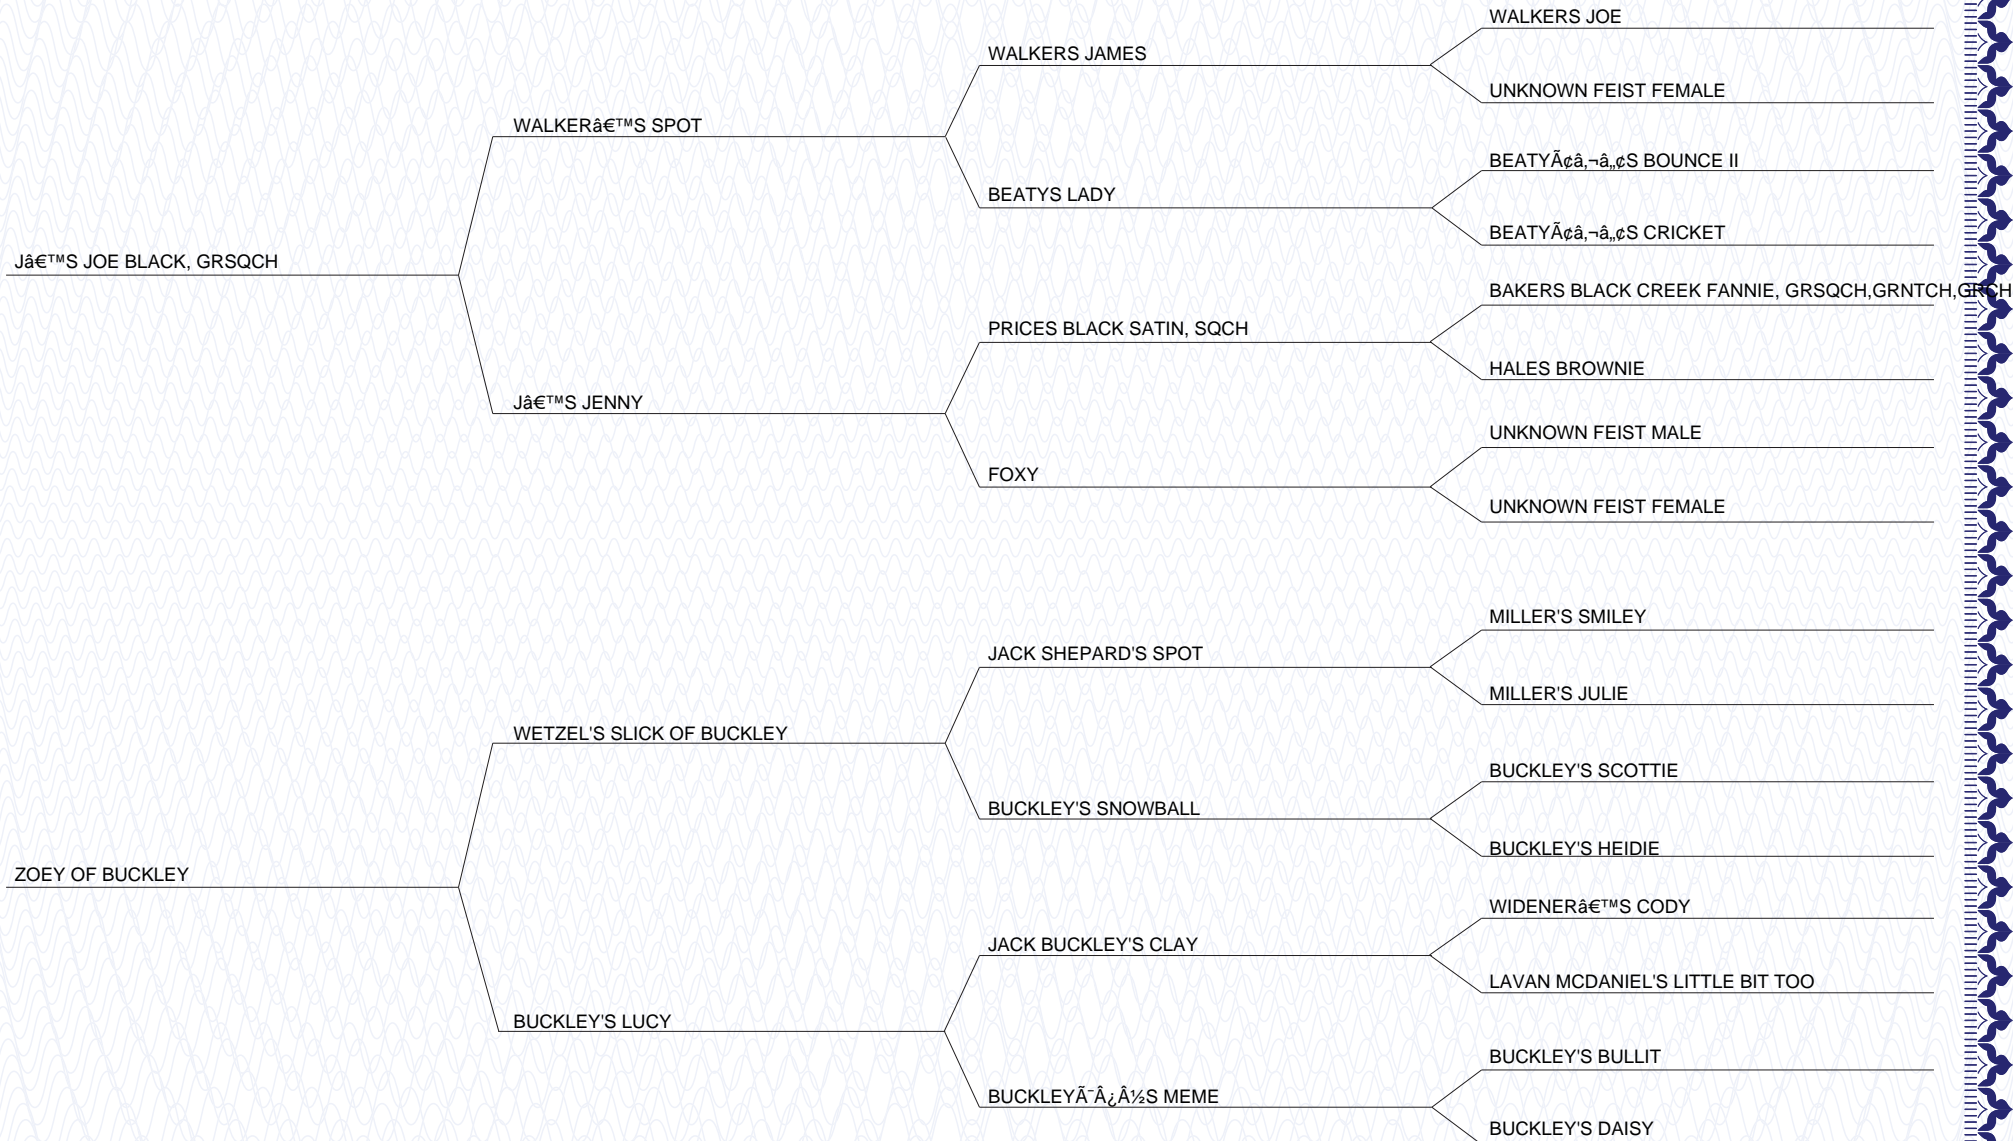 WALKERS JOE
WALKERS JAMES
UNKNOWN FEIST FEMALE
WALKERâ€™S SPOT
BEATYÃ¢â‚¬â„¢S BOUNCE II
BEATYS LADY
BEATYÃ¢â‚¬â„¢S CRICKET
Jâ€™S JOE BLACK, GRSQCH
BAKERS BLACK CREEK FANNIE, GRSQCH,GRNTCH,GRCH
PRICES BLACK SATIN, SQCH
HALES BROWNIE
Jâ€™S JENNY
UNKNOWN FEIST MALE
FOXY
UNKNOWN FEIST FEMALE
MILLER'S SMILEY
JACK SHEPARD'S SPOT
MILLER'S JULIE
WETZEL'S SLICK OF BUCKLEY
BUCKLEY'S SCOTTIE
BUCKLEY'S SNOWBALL
BUCKLEY'S HEIDIE
ZOEY OF BUCKLEY
WIDENERâ€™S CODY
JACK BUCKLEY'S CLAY
LAVAN MCDANIEL'S LITTLE BIT TOO
BUCKLEY'S LUCY
BUCKLEY'S BULLIT
BUCKLEYÃ¯Â¿Â½S MEME
BUCKLEY'S DAISY